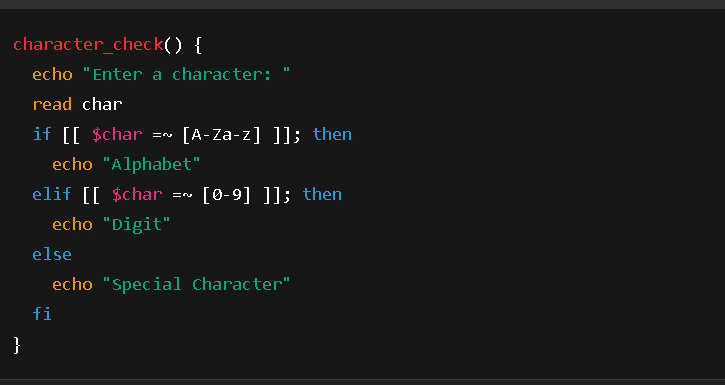 character_check() {
  echo "Enter a character: "
  read char
  if [[ $char =~ [A-Za-z] ]]; then
    echo "Alphabet"
  elif [[ $char =~ [0-9] ]]; then
    echo "Digit"
  else
    echo "Special Character"
  fi
}